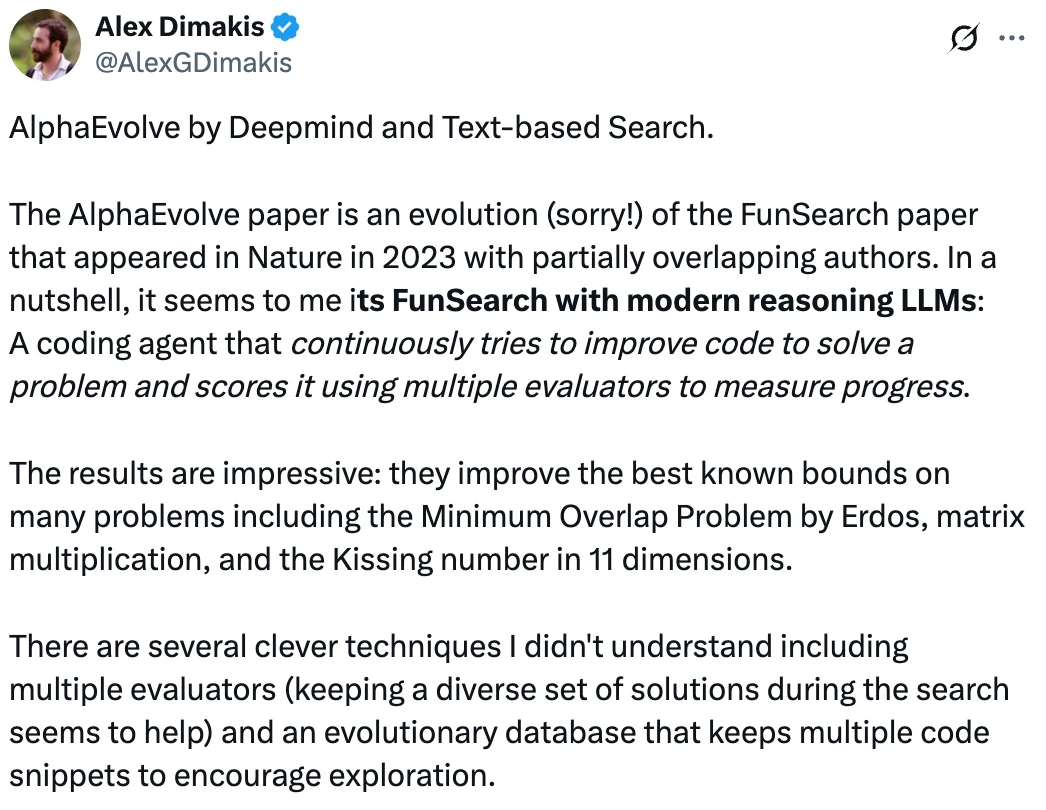 Alex Dimakis
@AlexGDimakis
AlphaEvolve by Deepmind and Text-based Search.
The AlphaEvolve paper is an evolution (sorry!) of the FunSearch paper
that appeared in Nature in 2023 with partially overlapping authors. In a
nutshell, it seems to me its FunSearch with modern reasoning LLMs:
A coding agent that continuously tries to improve code to solve a
problem and scores it using multiple evaluators to measure progress.
The results are impressive: they improve the best known bounds on
many problems including the Minimum Overlap Problem by Erdos, matrix
multiplication, and the Kissing number in 11 dimensions.
There are several clever techniques I didn't understand including
multiple evaluators (keeping a diverse set of solutions during the search
seems to help) and an evolutionary database that keeps multiple code
snippets to encourage exploration.